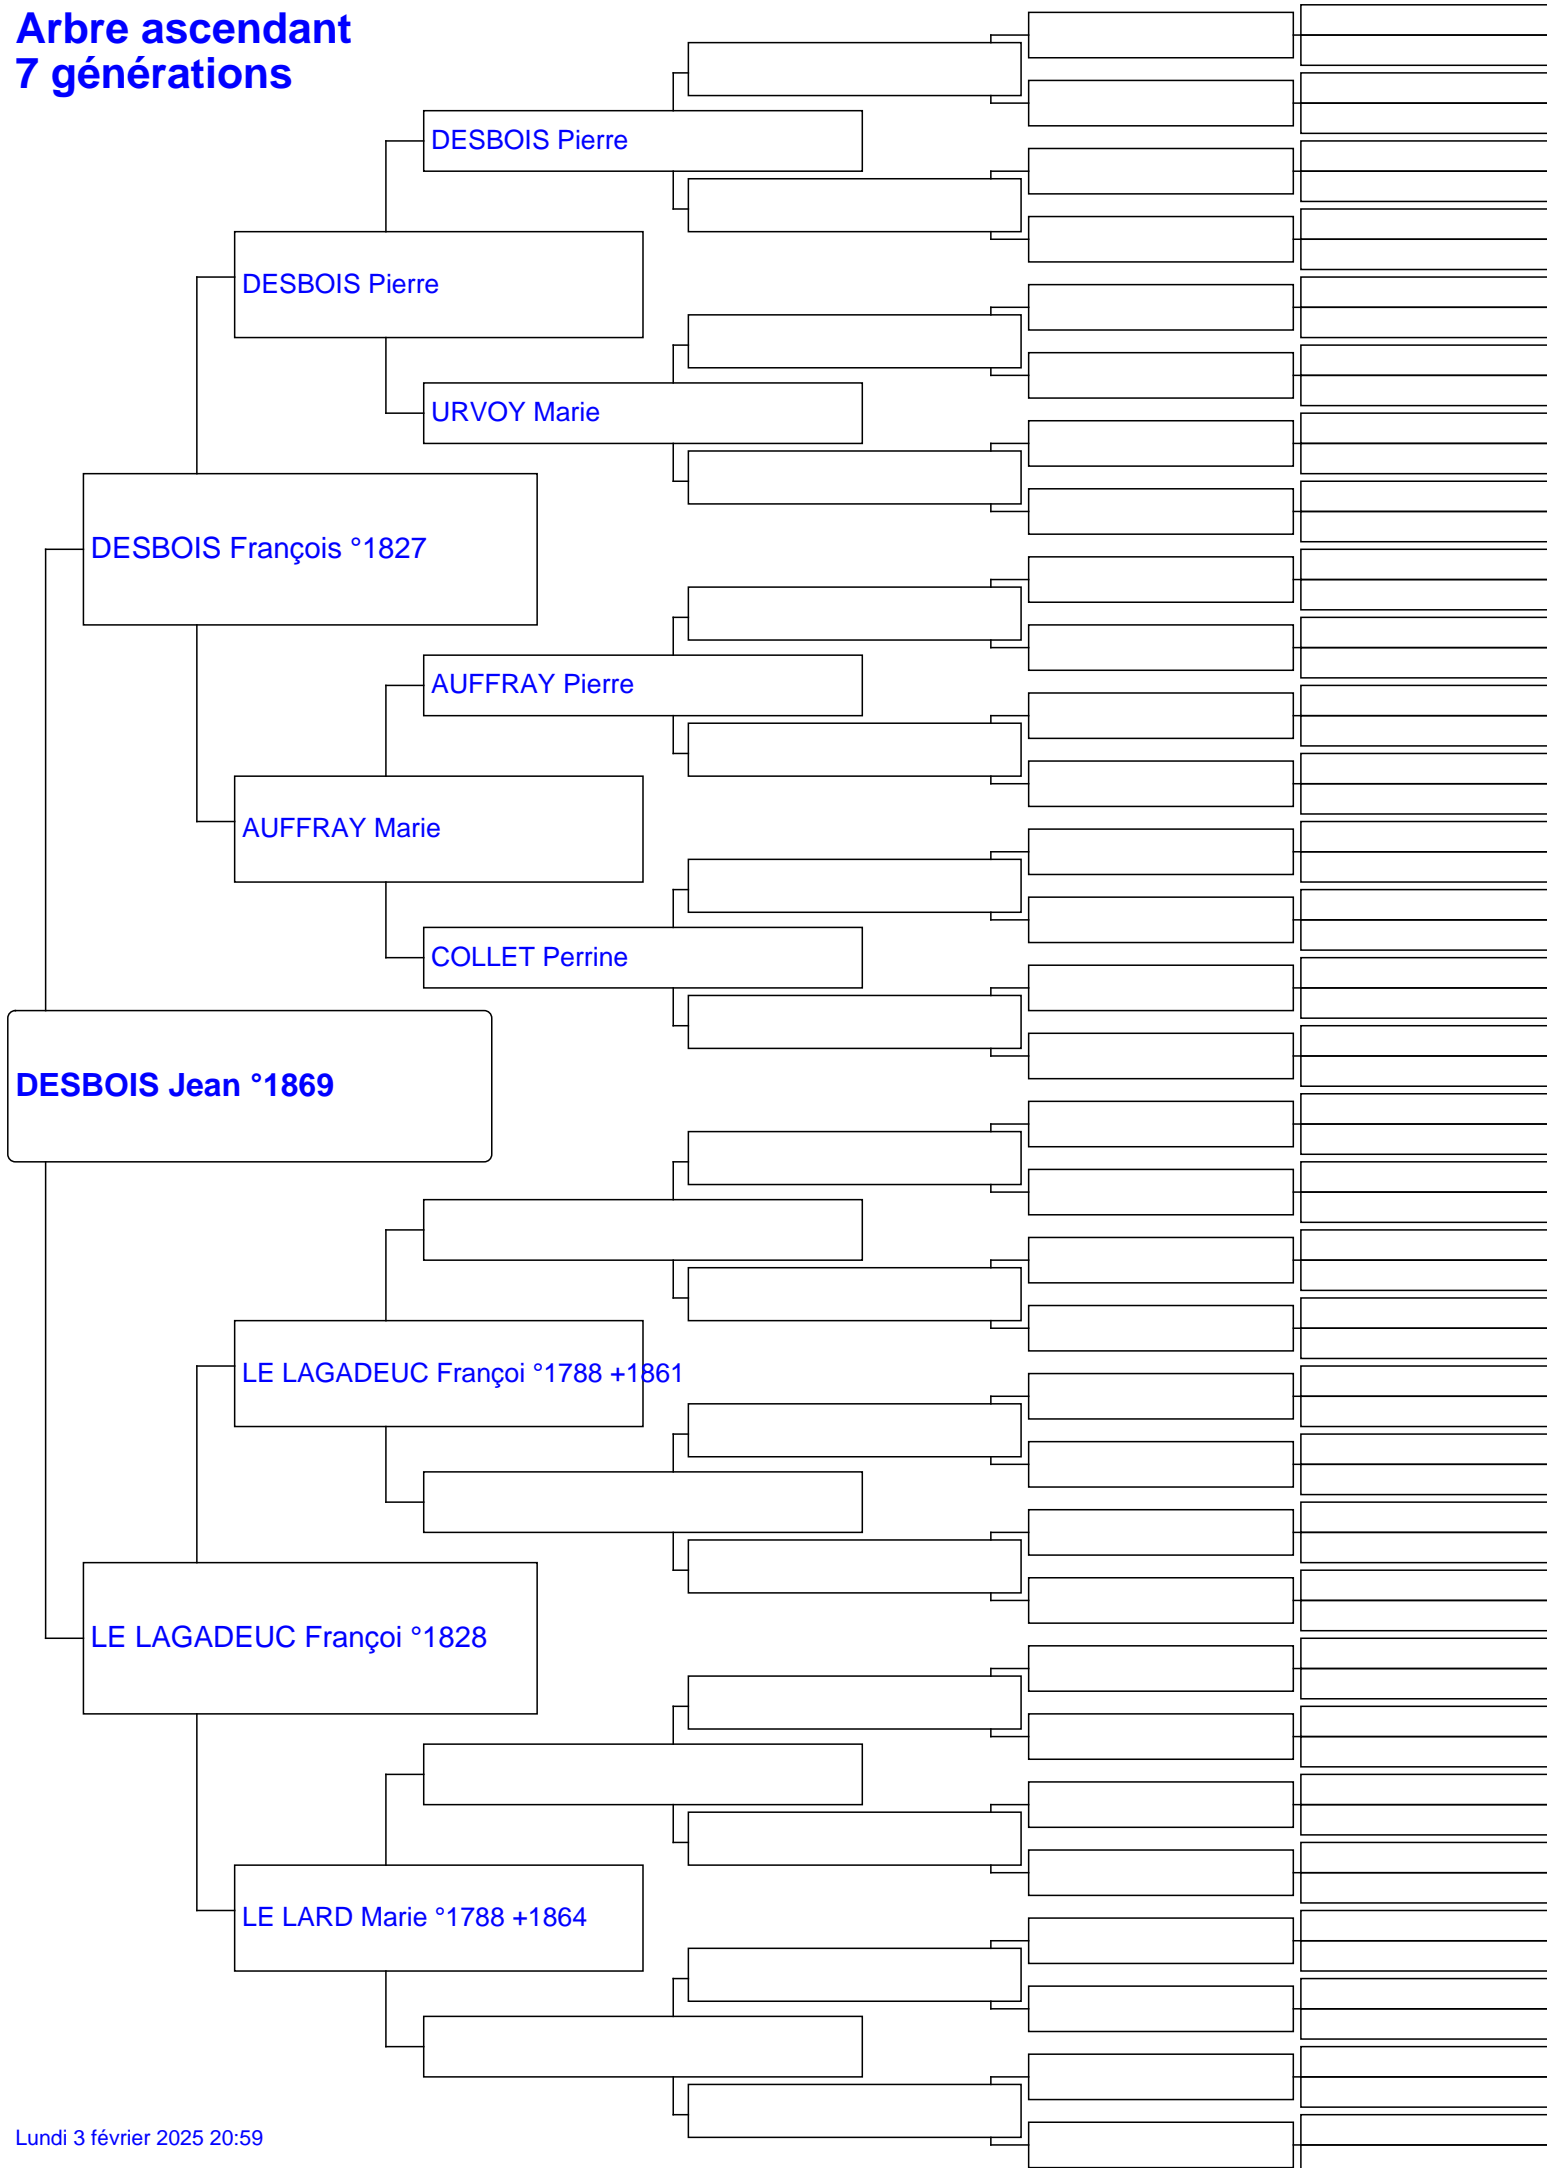 Arbre ascendant
7 générations
DESBOIS Pierre
DESBOIS Pierre
URVOY Marie
DESBOIS François °1827
AUFFRAY Pierre
AUFFRAY Marie
COLLET Perrine
DESBOIS Jean °1869
LE LAGADEUC Françoi °1788 +1861
LE LAGADEUC Françoi °1828
LE LARD Marie °1788 +1864
Lundi 3 février 2025 20:59